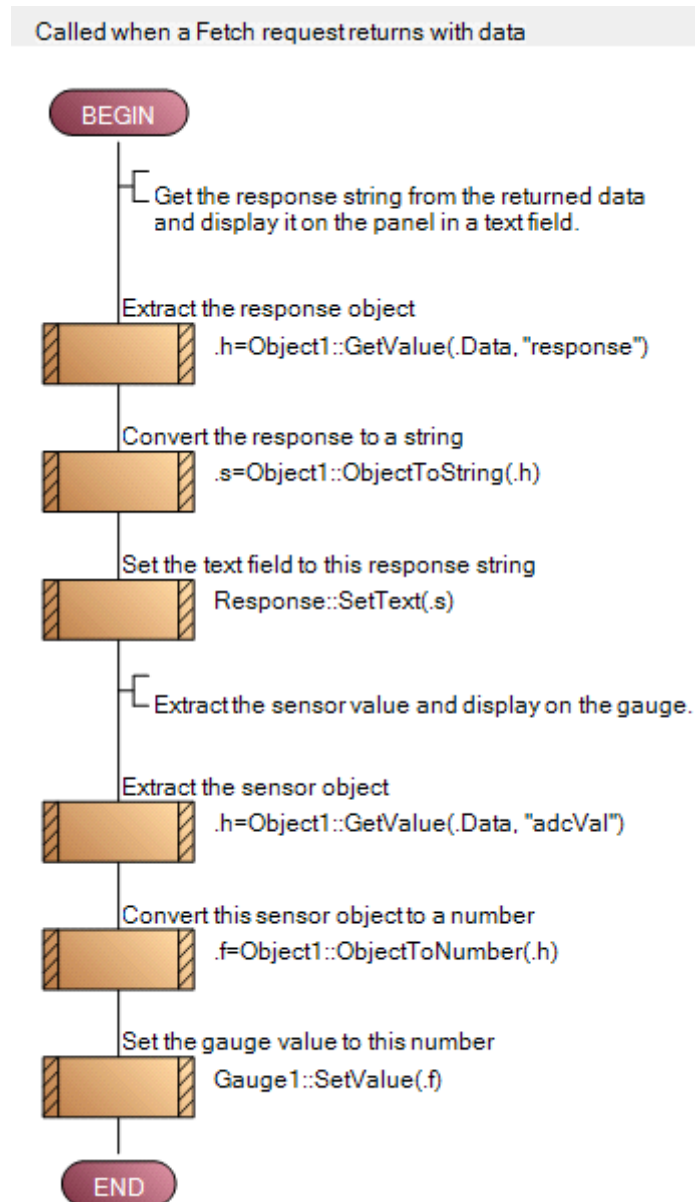 Called when a Fetch request returns with data
BEGIN
Get the response string from the returned data
and display it on the panel in a text field.
Extract the response object
.h=Object1::GetValue(.Data, "response")
Convert the response to a string
.s=Object1::ObjectToString(.h)
Set the text field to this response string
Response::SetText(.s)
Extract the sensor value and display on the gauge.
Extract the sensor object
.h=Object1::GetValue(.Data, "adcVal")
Convert this sensor object to a number
.f=Object1::ObjectToNumber(.h)
Set the gauge value to this number
Gauge1::SetValue(.f)
END